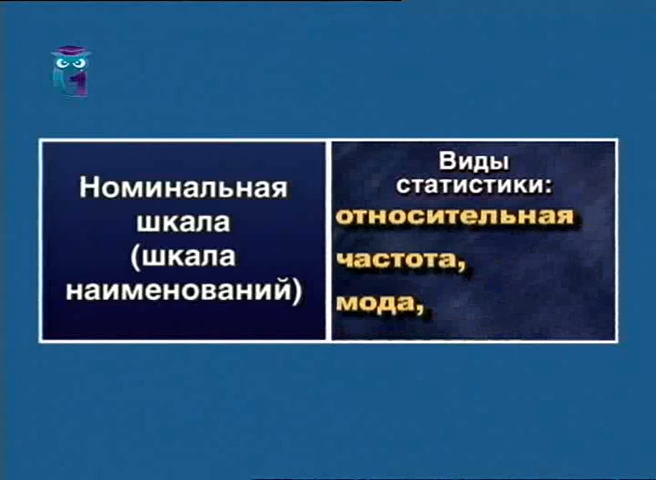 Номинальная
шкала
(шкала
наименований)
Виды
статистики:
относительная
частота,
мода,